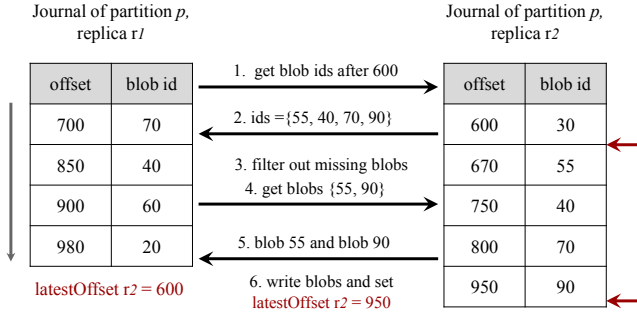 Journal of partition p,
replica r1
offset blob id
700 70
850 40
900 60
980 20
latestOffset r2 = 600
1. get blob ids after 600
2. ids ={55, 40, 70, 90}
3. filter out missing blobs
4. get blobs {55, 90}
5. blob 55 and blob 90
6. write blobs and set
latestOffset r2 = 950
Journal of partition p,
replica r2
offset blob id
600 30
670 55
750 40
800 70
950 90